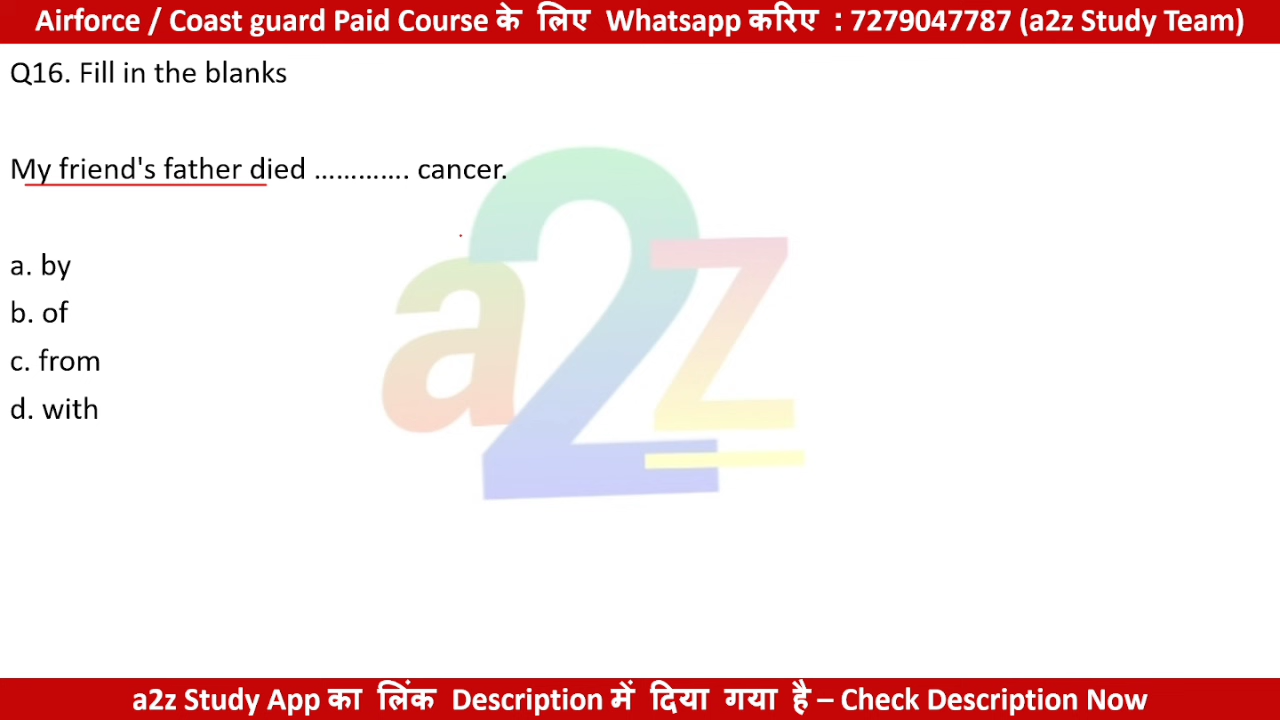 Airforce / Coast guard Paid Course के लिए Whatsapp करिए : 7279047787 (a2z Study Team)
Q16. Fill in the blanks
My friend's father died …………. cancer.
a. by
b. of
c. from
d. with
a2z
a2z Study App का लिंक Description में दिया गया है – Check Description Now